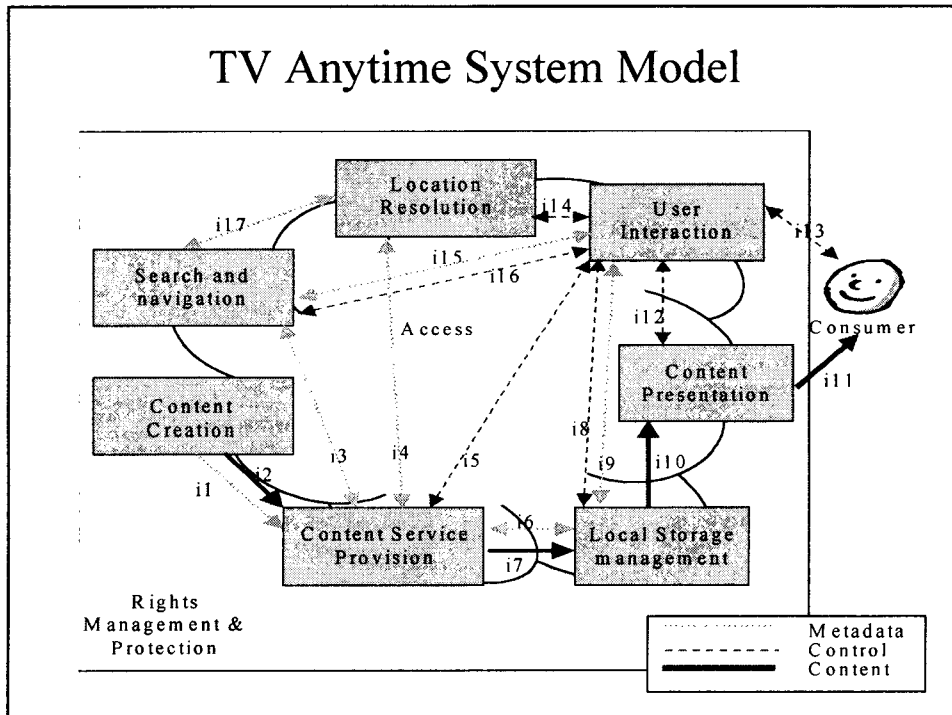 TV Anytime System Model
Location
Resolution
i14
User
Interaction
i13
i17
i15
i16
Search and
navigation
Access
i12
Consumer
Content
Presentation
i11
Content
Creation
i1
i2
i3
i4
i5
i8
i9
i10
i6
i7
Content Service
Provision
Local Storage
management
Rights
Management &
Protection
Metadata
Control
Content